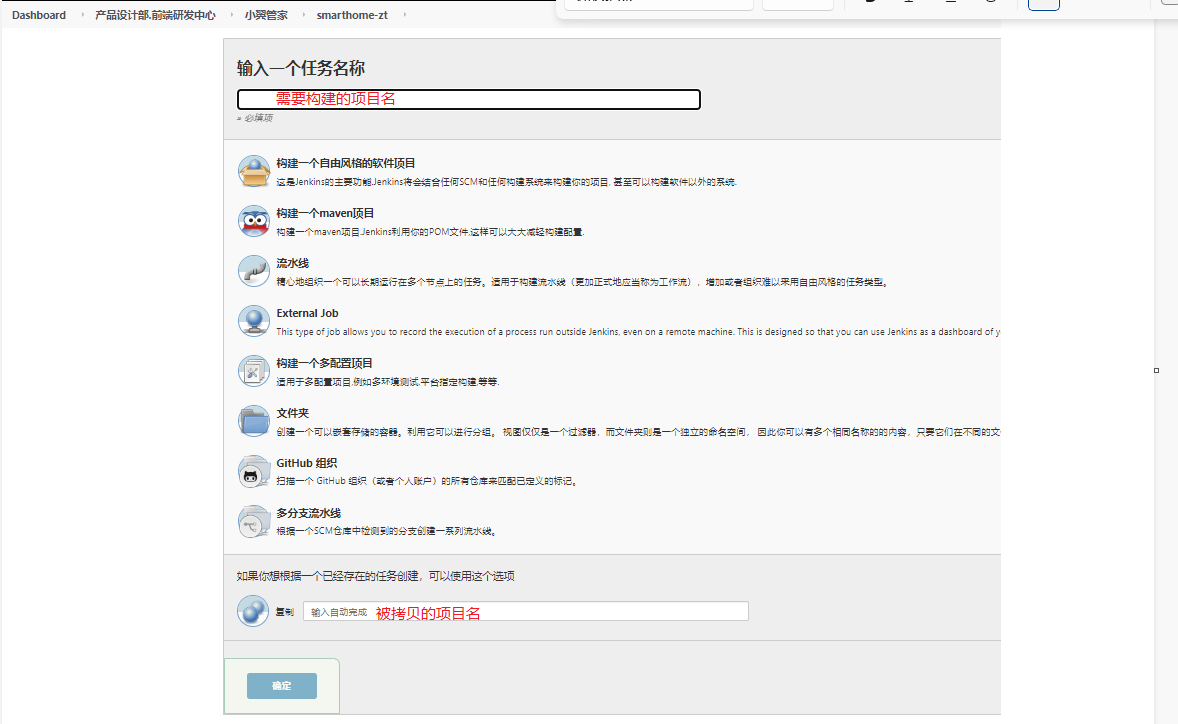 Dashboard › 产品设计部.前端研发中心 › 小翼管家 › smarthome-zt ›
输入一个任务名称
需要构建的项目名
» 必填项
构建一个自由风格的软件项目
这是Jenkins的主要功能.Jenkins将会结合任何SCM和任何构建系统来构建你的项目, 甚至可以构建软件以外的系统.
构建一个maven项目
构建一个maven项目.Jenkins利用你的POM文件,这样可以大大减轻构建配置.
流水线
精心地组织一个可以长期运行在多个节点上的任务。适用于构建流水线（更加正式地应当称为工作流），增加或者组织难以采用自由风格的任务类型。
External Job
This type of job allows you to record the execution of a process run outside Jenkins, even on a remote machine. This is designed so that you can use Jenkins as a dashboard of
构建一个多配置项目
适用于多配置项目,例如多环境测试,平台指定构建,等等.
文件夹
创建一个可以嵌套存储的容器。利用它可以进行分组。 视图仅仅是一个过滤器，而文件夹则是一个独立的命名空间， 因此你可以有多个相同名称的的内容，只要它们在不同的文
GitHub 组织
扫描一个 GitHub 组织（或者个人账户）的所有仓库来匹配已定义的标记。
多分支流水线
根据一个SCM仓库中检测到的分支创建一系列流水线。
如果你想根据一个已经存在的任务创建，可以使用这个选项
复制 输入自动完成 被拷贝的项目名
确定